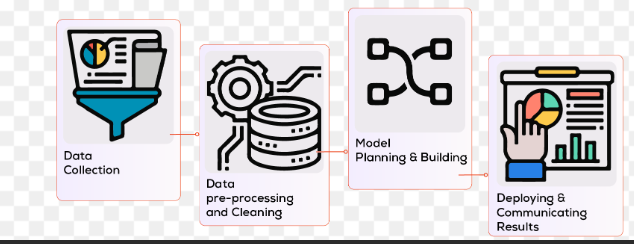 Data
Collection
Data
pre-processing
and Cleaning
Model
Planning & Building
Deploying &
Communicating
Results